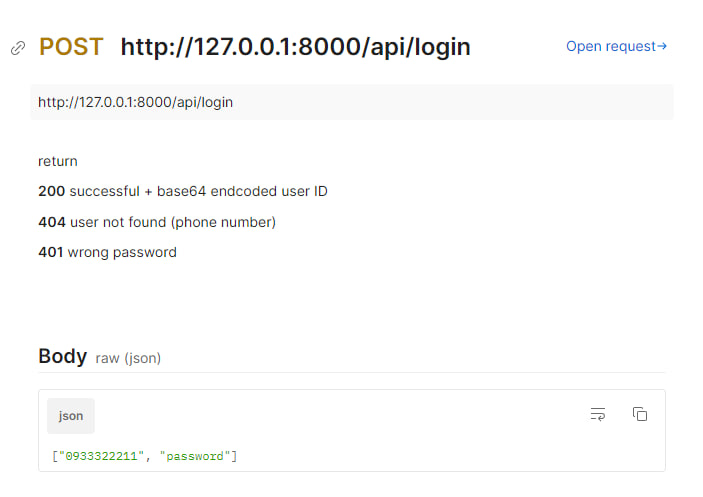 POST http://127.0.0.1:8000/api/login Open request→
http://127.0.0.1:8000/api/login
return
200 successful + base64 endcoded user ID
404 user not found (phone number)
401 wrong password
Body raw (json)
json
["0933322211", "password"]